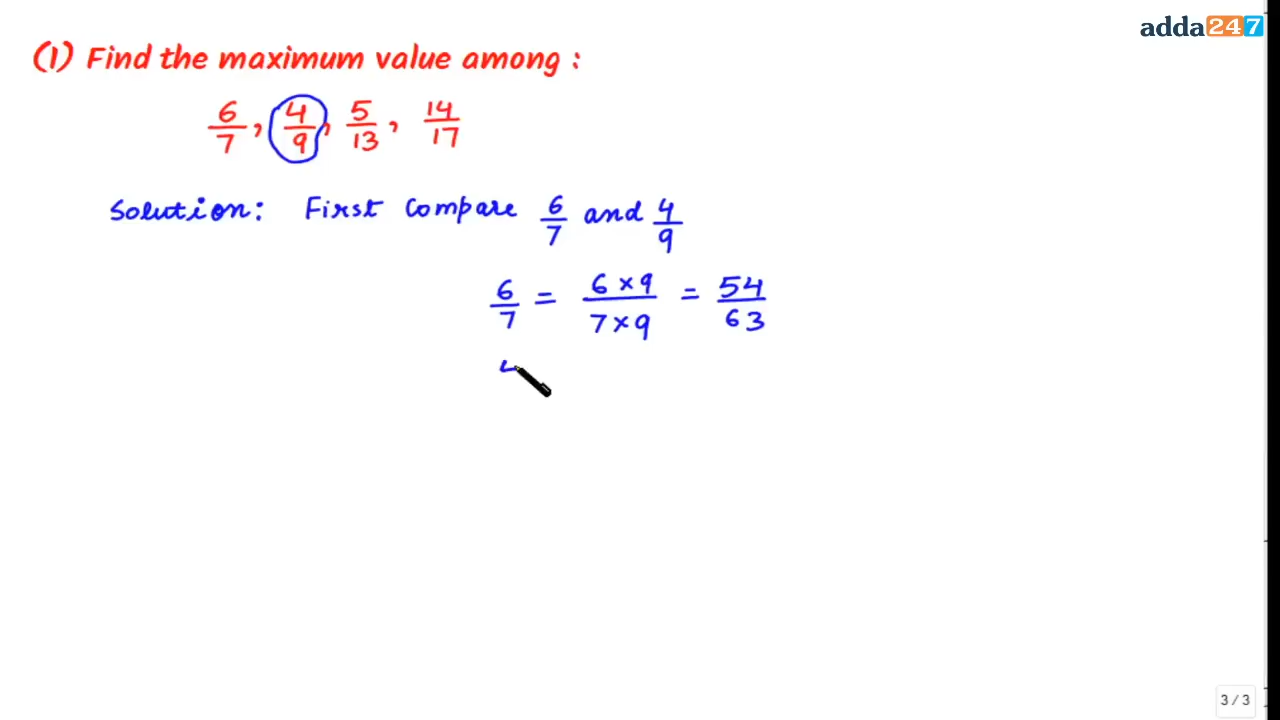 adda247
(1) Find the maximum value among :
6/7, 4/9, 5/13, 14/17
Solution: First compare 6/7 and 4/9
6/7 = 6×9/7×9 = 54/63
3 / 3